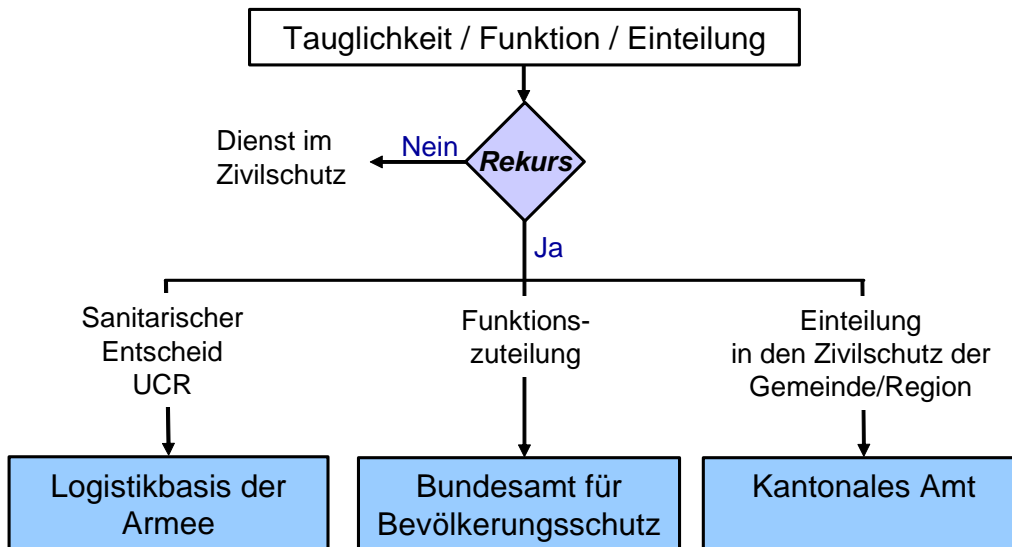 Tauglichkeit / Funktion / Einteilung
Dienst im
Zivilschutz
Nein
Rekurs
Ja
Sanitarischer
Entscheid
UCR
Funktions-
zuteilung
Einteilung
in den Zivilschutz der
Gemeinde/Region
Logistikbasis der
Armee
Bundesamt für
Bevölkerungsschutz
Kantonales Amt